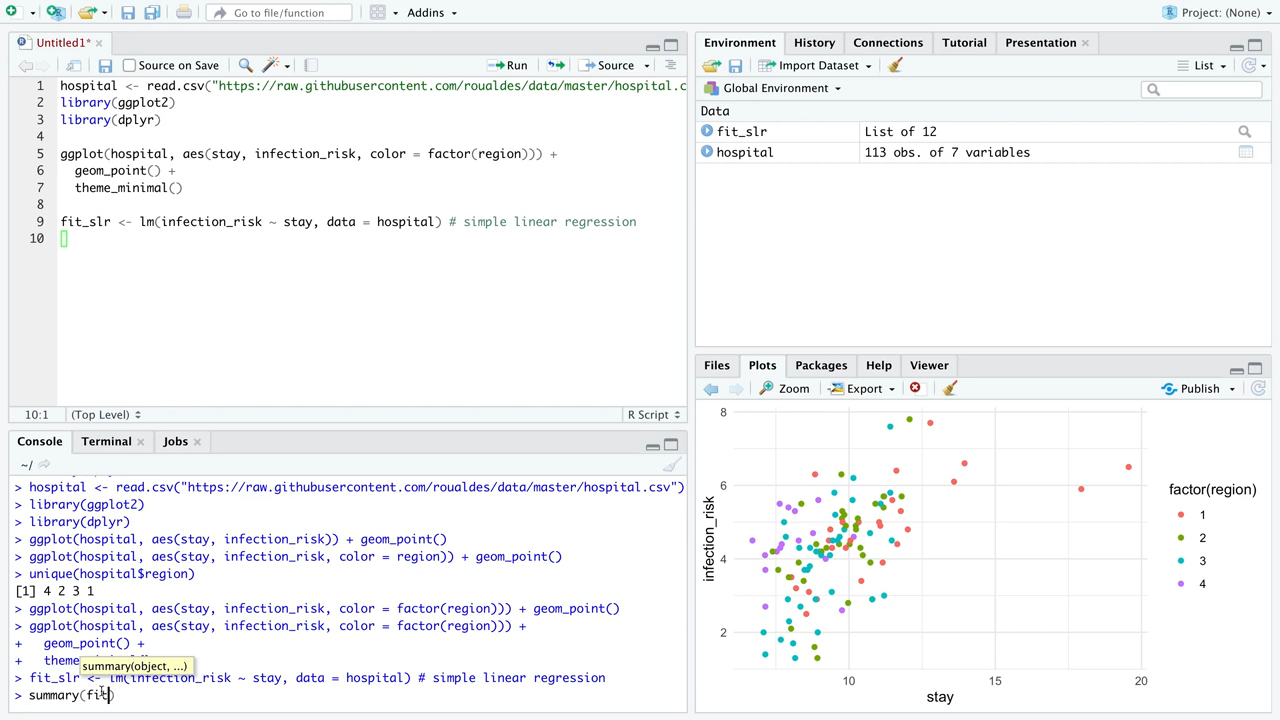 Go to file/function
Addins
Project: (None)
Untitled1*
Source on Save
Run
Source
1 hospital <- read.csv("https://raw.githubusercontent.com/roualdes/data/master/hospital.c
2 library(ggplot2)
3 library(dplyr)
4
5 ggplot(hospital, aes(stay, infection_risk, color = factor(region))) +
6 geom_point() +
7 theme_minimal()
8
9 fit_slr <- lm(infection_risk ~ stay, data = hospital) # simple linear regression
10
10:1 (Top Level) R Script
Console Terminal Jobs
~/
> hospital <- read.csv("https://raw.githubusercontent.com/roualdes/data/master/hospital.csv")
> library(ggplot2)
> library(dplyr)
> ggplot(hospital, aes(stay, infection_risk)) + geom_point()
> ggplot(hospital, aes(stay, infection_risk, color = region)) + geom_point()
> unique(hospital$region)
[1] 4 2 3 1
> ggplot(hospital, aes(stay, infection_risk, color = factor(region))) + geom_point()
> ggplot(hospital, aes(stay, infection_risk, color = factor(region))) +
+ geom_point() +
+ theme
summary(object, ...)
> fit_slr <- lm(infection_risk ~ stay, data = hospital) # simple linear regression
> summary(fit)
Environment History Connections Tutorial Presentation
Import Dataset
List
Global Environment
Data
fit_slr List of 12
hospital 113 obs. of 7 variables
Files Plots Packages Help Viewer
Zoom Export Publish
8
6
4
2
infection_risk
10 15 20
stay
factor(region)
1
2
3
4